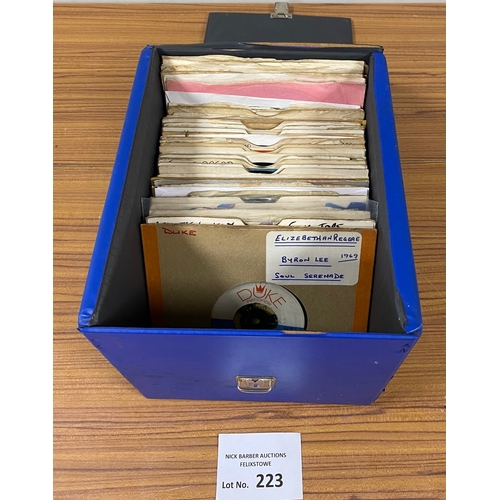 DUKE
ELIZEBETHAN REGGAE
BYRON LEE 1969
SOUL SERENADE
DUKE
NICK BARBER AUCTIONS
FELIXSTOWE
Lot No. 223